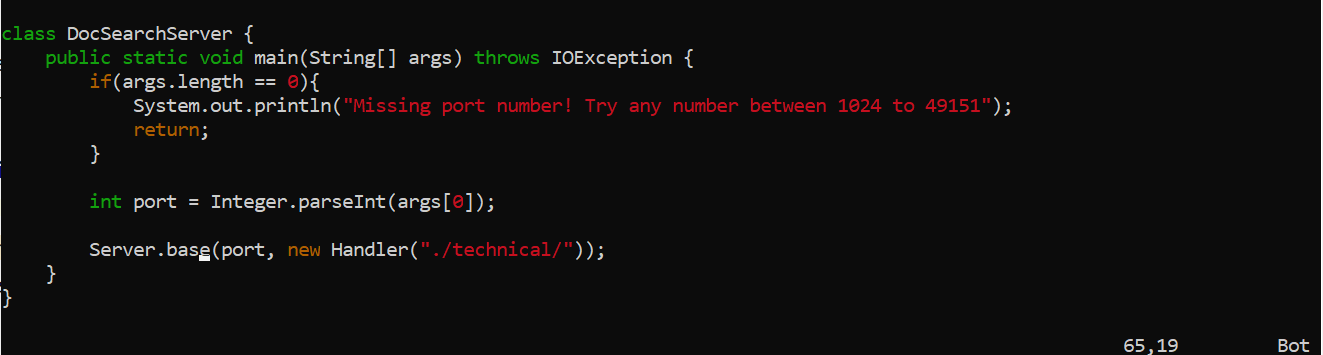 class DocSearchServer {
    public static void main(String[] args) throws IOException {
        if(args.length == 0){
            System.out.println("Missing port number! Try any number between 1024 to 49151");
            return;
        }

        int port = Integer.parseInt(args[0]);

        Server.base(port, new Handler("./technical/"));
    }
}
65,19 Bot